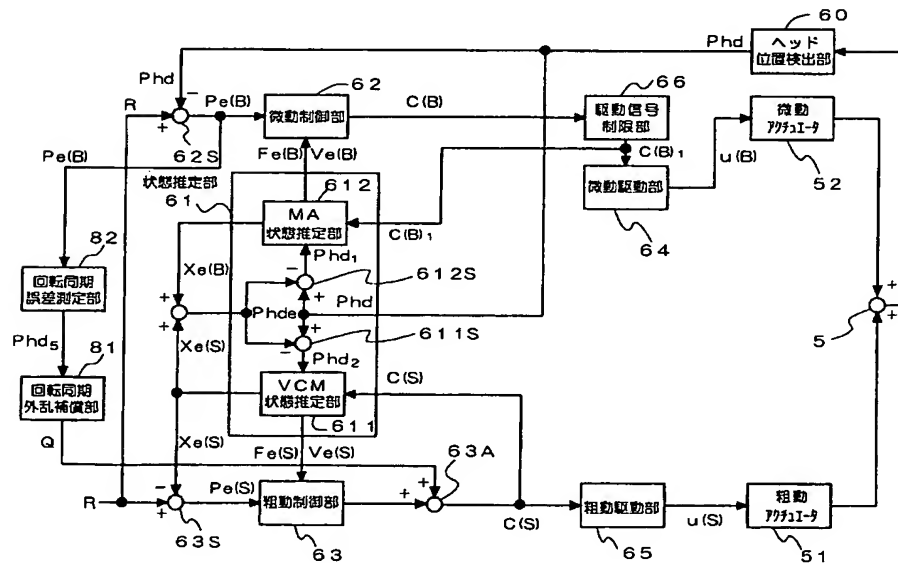 60
Phd
ヘッド
位置検出部
Phd
−
62
66
R
+
Pe(B)
微動制御部
C(B)
駆動信号
制限部
微動
アクチュエータ
62S
Pe(B)
Fe(B)
Ve(B)
C(B)1
u(B)
52
状態推定部
61
612
微動駆動部
64
MA
状態推定部
C(B)1
82
Xe(B)
Phd1
612S
回転同期
誤差測定部
−
+
+
+
Phde
Phd
5
+
+
Phd5
Xe(S)
+
−
611S
81
Phd2
回転同期
外乱補償部
VCM
状態推定部
C(S)
611
Q
Xe(S)
Fe(S)
Ve(S)
63A
R
−
+
Pe(S)
粗動制御部
+
+
C(S)
粗動駆動部
u(S)
粗動
アクチュエータ
63S
63
65
51